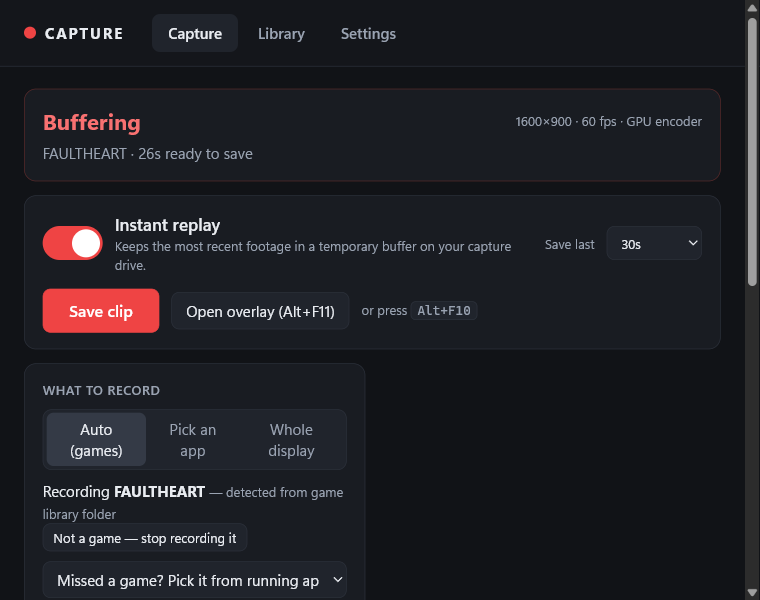 CAPTURE Capture Library Settings
Buffering 1600×900 · 60 fps · GPU encoder
FAULTHEART · 26s ready to save
Instant replay
Keeps the most recent footage in a temporary buffer on your capture
drive.
Save last 30s
Save clip Open overlay (Alt+F11) or press Alt+F10
WHAT TO RECORD
Auto
(games)
Pick an
app
Whole
display
Recording FAULTHEART — detected from game
library folder
Not a game — stop recording it
Missed a game? Pick it from running ap